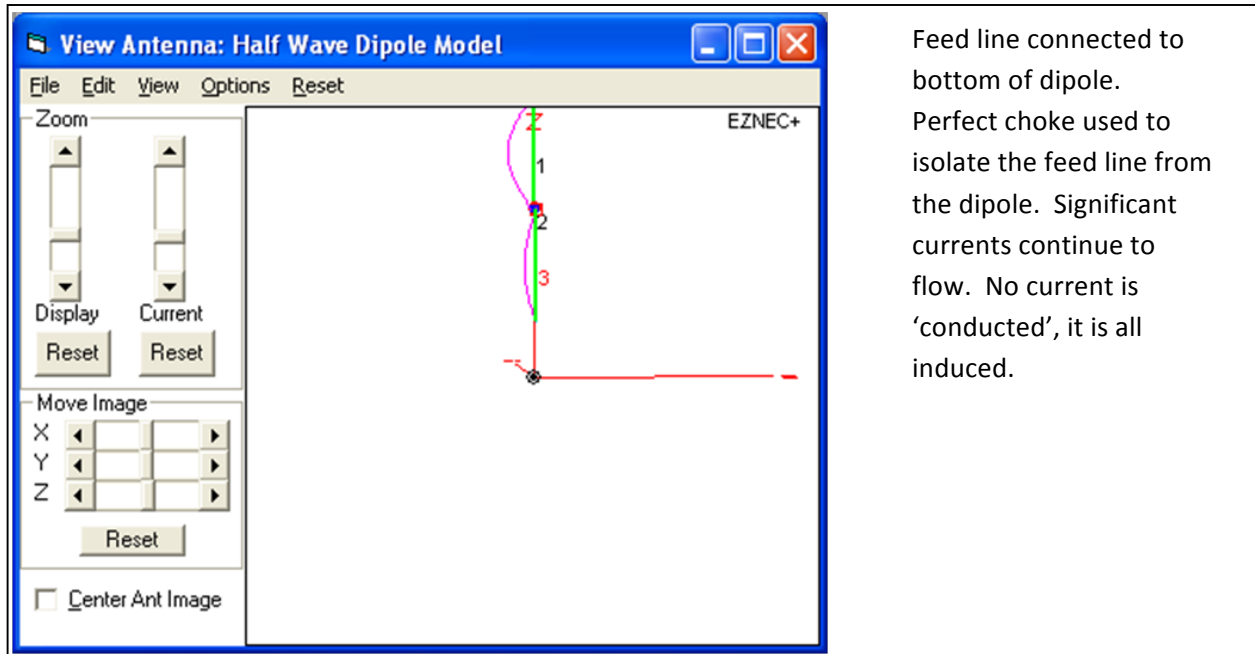 View Antenna: Half Wave Dipole Model
File Edit View Options Reset
Zoom
Display Current
Reset Reset
Move Image
X
Y
Z
Reset
Center Ant Image
EZNEC+
Z
1
2
3
Feed line connected to
bottom of dipole.
Perfect choke used to
isolate the feed line from
the dipole. Significant
currents continue to
flow. No current is
‘conducted’, it is all
induced.